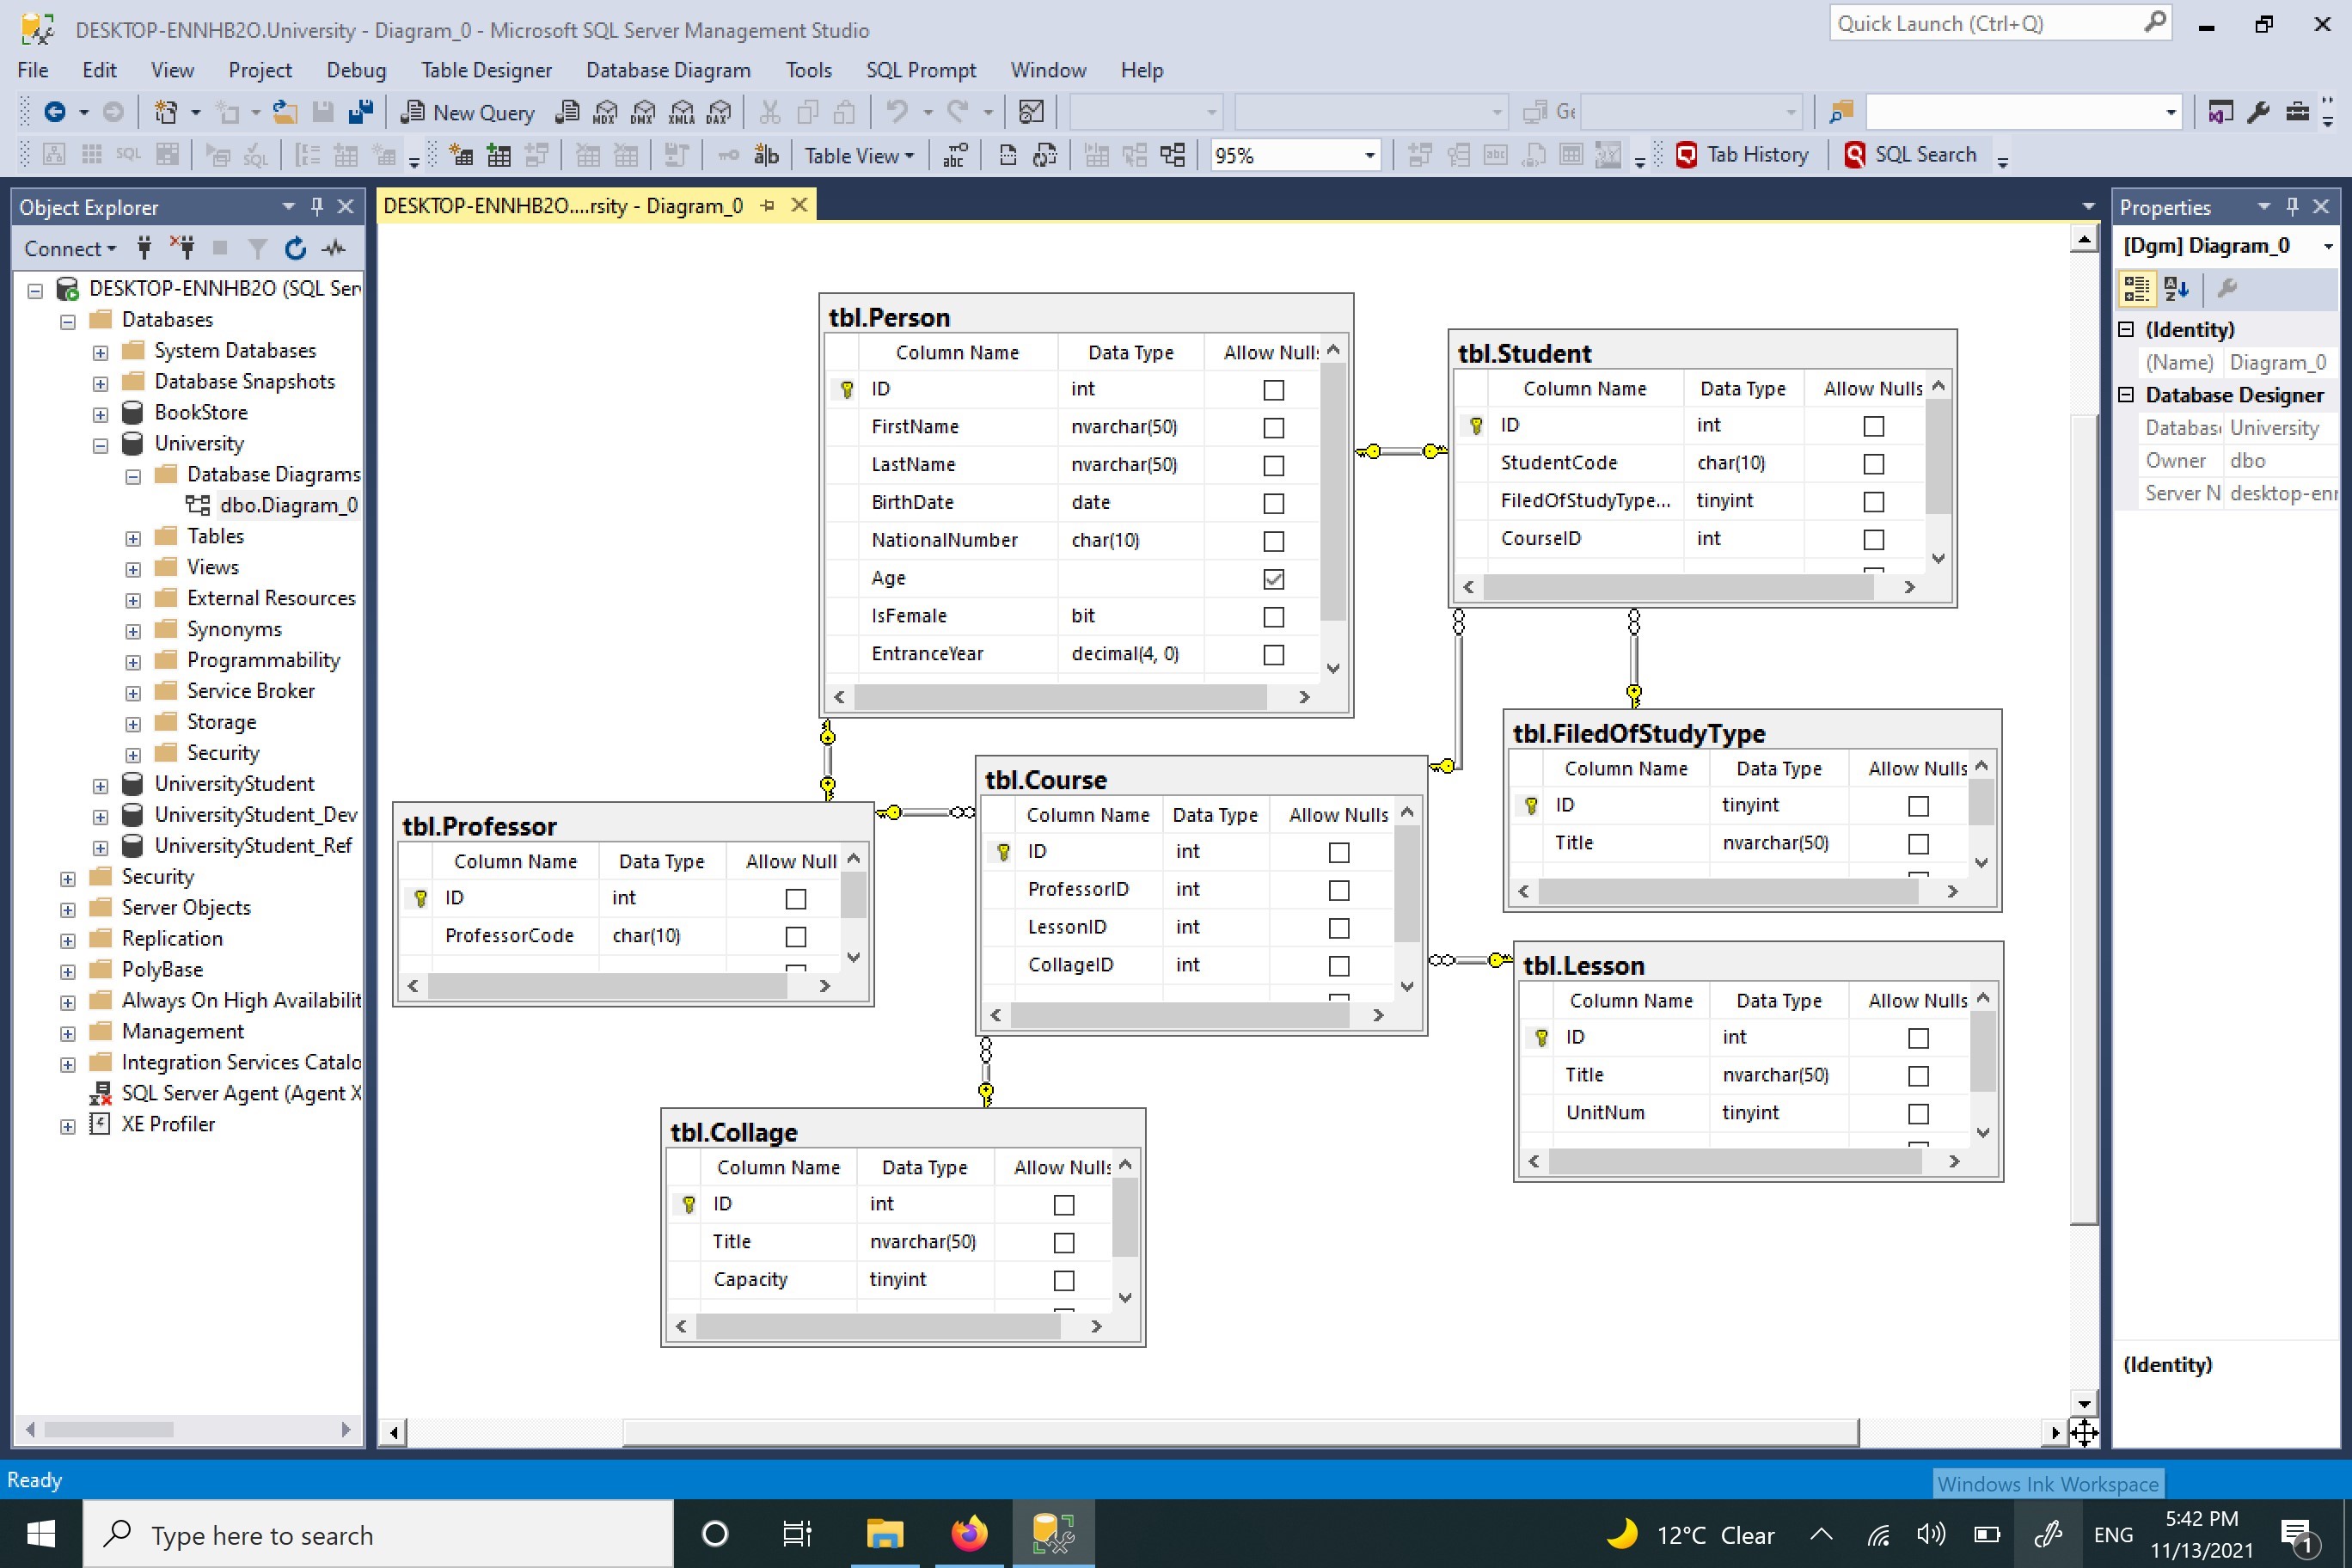 DESKTOP-ENNHB2O.University - Diagram_0 - Microsoft SQL Server Management Studio
Quick Launch (Ctrl+Q)
File Edit View Project Debug Table Designer Database Diagram Tools SQL Prompt Window Help
New Query MDX DMX XMLA DAX Ge
SQL SQL a|b Table View abc 95% abc Tab History SQL Search
Object Explorer
Connect
DESKTOP-ENNHB2O (SQL Ser
Databases
System Databases
Database Snapshots
BookStore
University
Database Diagrams
dbo.Diagram_0
Tables
Views
External Resources
Synonyms
Programmability
Service Broker
Storage
Security
UniversityStudent
UniversityStudent_Dev
UniversityStudent_Ref
Security
Server Objects
Replication
PolyBase
Always On High Availabilit
Management
Integration Services Catalo
SQL Server Agent (Agent X
XE Profiler
DESKTOP-ENNHB2O....rsity - Diagram_0
tbl.Person
Column Name Data Type Allow Nulls
ID int
FirstName nvarchar(50)
LastName nvarchar(50)
BirthDate date
NationalNumber char(10)
Age
IsFemale bit
EntranceYear decimal(4, 0)
tbl.Student
Column Name Data Type Allow Nulls
ID int
StudentCode char(10)
FiledOfStudyType... tinyint
CourseID int
tbl.FiledOfStudyType
Column Name Data Type Allow Nulls
ID tinyint
Title nvarchar(50)
tbl.Professor
Column Name Data Type Allow Null
ID int
ProfessorCode char(10)
tbl.Course
Column Name Data Type Allow Nulls
ID int
ProfessorID int
LessonID int
CollageID int
tbl.Lesson
Column Name Data Type Allow Nulls
ID int
Title nvarchar(50)
UnitNum tinyint
tbl.Collage
Column Name Data Type Allow Nulls
ID int
Title nvarchar(50)
Capacity tinyint
Properties
[Dgm] Diagram_0
(Identity)
(Name) Diagram_0
Database Designer
Databas University
Owner dbo
Server N desktop-enn
(Identity)
Ready
Windows Ink Workspace
Type here to search
12°C Clear
ENG
5:42 PM
11/13/2021
1